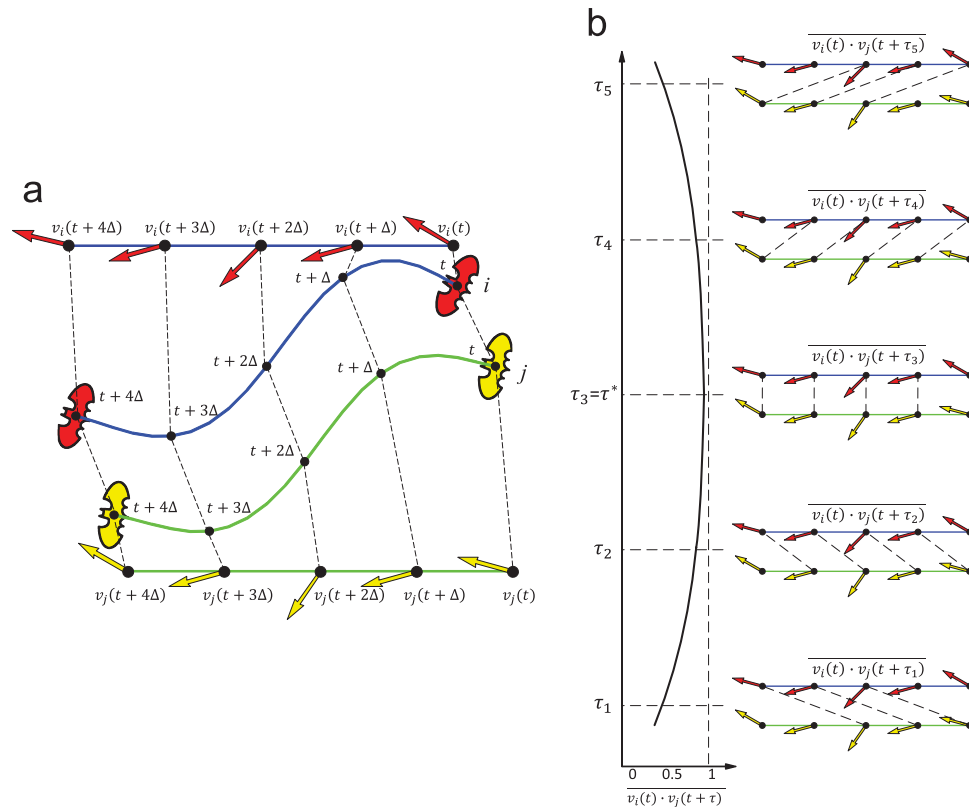 a
v_i(t + 4Δ) v_i(t + 3Δ) v_i(t + 2Δ) v_i(t + Δ) v_i(t)
t
t + Δ
i
t
t + 2Δ
t + Δ
j
t + 4Δ
t + 3Δ
t + 2Δ
t + 4Δ
t + 3Δ
v_j(t + 4Δ) v_j(t + 3Δ) v_j(t + 2Δ) v_j(t + Δ) v_j(t)
b
v_i(t) · v_j(t + τ_5)
τ_5
v_i(t) · v_j(t + τ_4)
τ_4
v_i(t) · v_j(t + τ_3)
τ_3=τ*
v_i(t) · v_j(t + τ_2)
τ_2
v_i(t) · v_j(t + τ_1)
τ_1
0 0.5 1
v_i(t) · v_j(t + τ)